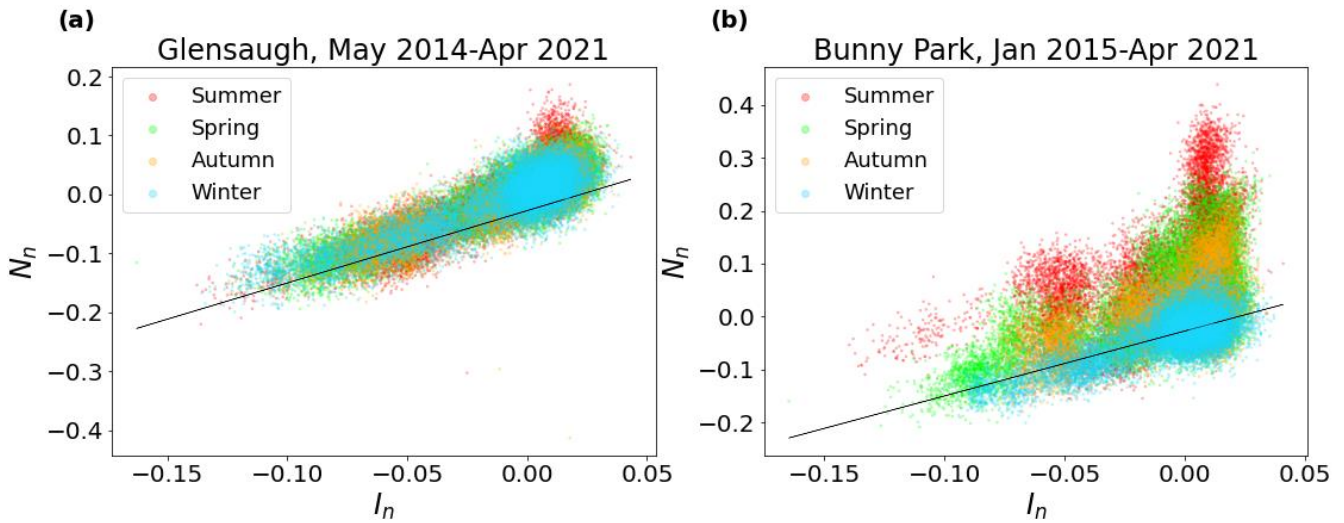 (a)
Glensaugh, May 2014-Apr 2021
Summer
Spring
Autumn
Winter
0.2
0.1
0.0
−0.1
−0.2
−0.3
−0.4
Nn
−0.15
−0.10
−0.05
0.00
0.05
In
(b)
Bunny Park, Jan 2015-Apr 2021
Summer
Spring
Autumn
Winter
0.4
0.3
0.2
0.1
0.0
−0.1
−0.2
Nn
−0.15
−0.10
−0.05
0.00
0.05
In